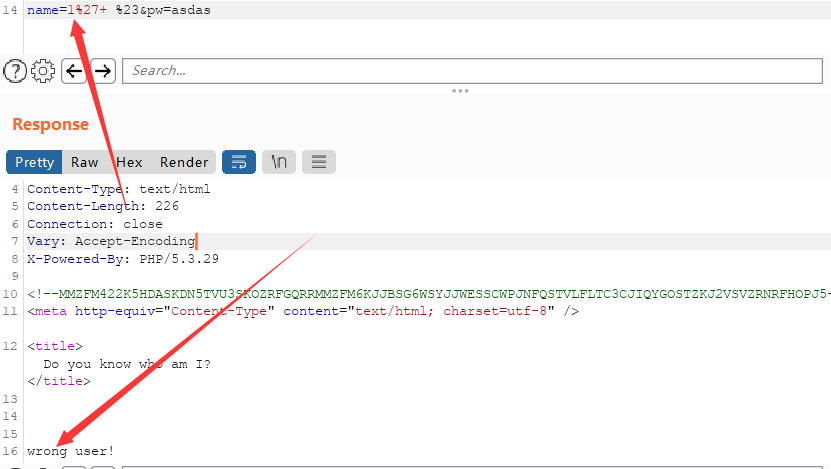 14 name=1%27+ %23&pw=asdas
? Search...
Response
Pretty Raw Hex Render \n
4 Content-Type: text/html
5 Content-Length: 226
6 Connection: close
7 Vary: Accept-Encoding
8 X-Powered-By: PHP/5.3.29
9
10 <!--MMZFM422K5HDASKDN5TVU3SKOZRFGQRRMMZFM6KJJBSG6WSYJJWESSCWPJNFQSTVLFLTC3CJIQYGOSTZKJ2VSVZRNRFHOPJ5-
11 <meta http-equiv="Content-Type" content="text/html; charset=utf-8" />
12 <title>
Do you know who am I?
</title>
13
14
15
16 wrong user!